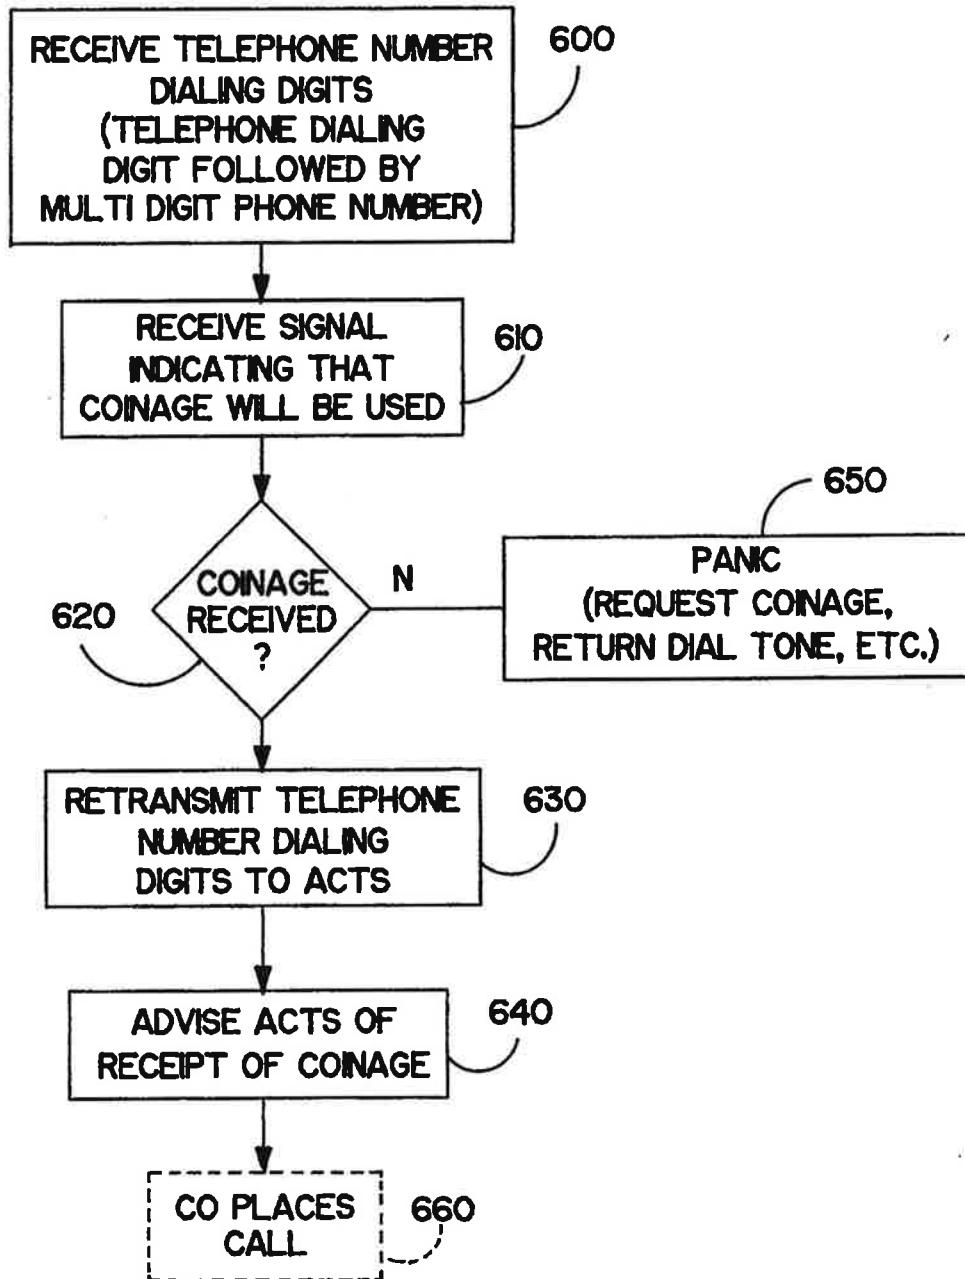 RECEIVE TELEPHONE NUMBER
DIALING DIGITS
(TELEPHONE DIALING
DIGIT FOLLOWED BY
MULTI DIGIT PHONE NUMBER)
600
RECEIVE SIGNAL
INDICATING THAT
COINAGE WILL BE USED
610
COINAGE
RECEIVED
?
620
N
650
PANIC
(REQUEST COINAGE,
RETURN DIAL TONE, ETC.)
RETRANSMIT TELEPHONE
NUMBER DIALING
DIGITS TO ACTS
630
ADVISE ACTS OF
RECEIPT OF COINAGE
640
CO PLACES
CALL
660